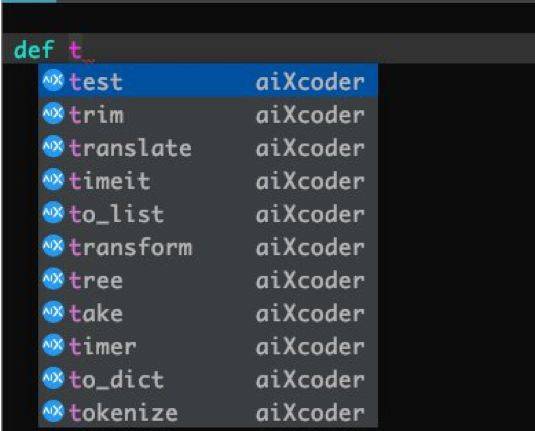 def t
test aiXcoder
trim aiXcoder
translate aiXcoder
timeit aiXcoder
to_list aiXcoder
transform aiXcoder
tree aiXcoder
take aiXcoder
timer aiXcoder
to_dict aiXcoder
tokenize aiXcoder